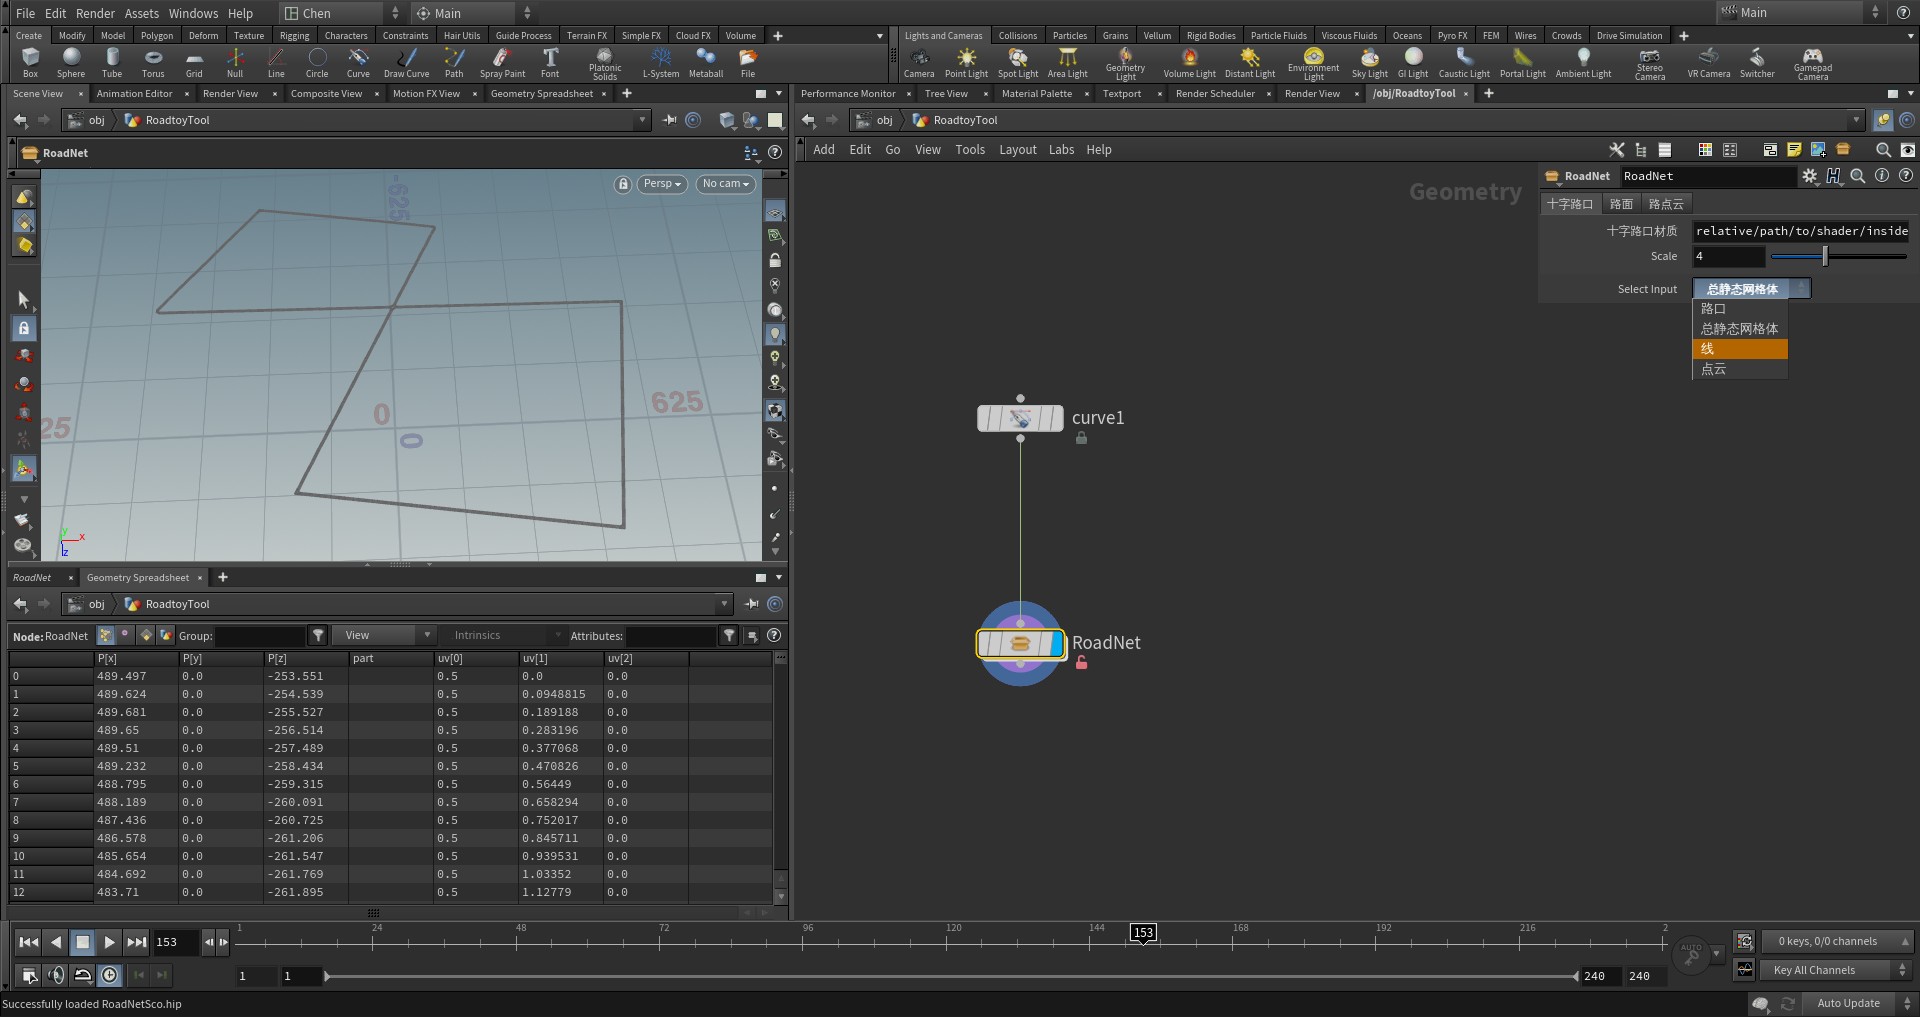 File Edit Render Assets Windows Help Chen Main Main
Create Modify Model Polygon Deform Texture Rigging Characters Constraints Hair Utils Guide Process Terrain FX Simple FX Cloud FX Volume
Lights and Cameras Collisions Particles Grains Vellum Rigid Bodies Particle Fluids Viscous Fluids Oceans Pyro FX FEM Wires Crowds Drive Simulation
Box Sphere Tube Torus Grid Null Line Circle Curve Draw Curve Path Spray Paint Font Platonic Solids L-System Metaball File
Camera Point Light Spot Light Area Light Geometry Light Volume Light Distant Light Environment Light Sky Light GI Light Caustic Light Portal Light Ambient Light Stereo Camera VR Camera Switcher Gamepad Camera
Scene View Animation Editor Render View Composite View Motion FX View Geometry Spreadsheet
Performance Monitor Tree View Material Palette Textport Render Scheduler Render View /obj/RoadtoyTool
obj RoadtoyTool
obj RoadtoyTool
RoadNet
Add Edit Go View Tools Layout Labs Help
Persp No cam
-625
625
0
0
25
y x
z
Geometry
RoadNet RoadNet
十字路口 路面 路点云
十字路口材质 relative/path/to/shader/inside
Scale 4
Select Input 总静态网格体
路口
总静态网格体
线
点云
curve1
RoadNet
RoadNet Geometry Spreadsheet
obj RoadtoyTool
Node: RoadNet Group: View Intrinsics Attributes:
P[x] P[y] P[z] part uv[0] uv[1] uv[2]
0 489.497 0.0 -253.551 0.5 0.0 0.0
1 489.624 0.0 -254.539 0.5 0.0948815 0.0
2 489.681 0.0 -255.527 0.5 0.189188 0.0
3 489.65 0.0 -256.514 0.5 0.283196 0.0
4 489.51 0.0 -257.489 0.5 0.377068 0.0
5 489.232 0.0 -258.434 0.5 0.470826 0.0
6 488.795 0.0 -259.315 0.5 0.56449 0.0
7 488.189 0.0 -260.091 0.5 0.658294 0.0
8 487.436 0.0 -260.725 0.5 0.752017 0.0
9 486.578 0.0 -261.206 0.5 0.845711 0.0
10 485.654 0.0 -261.547 0.5 0.939531 0.0
11 484.692 0.0 -261.769 0.5 1.03352 0.0
12 483.71 0.0 -261.895 0.5 1.12779 0.0
153 1 24 48 72 96 120 144 153 168 192 216 2
AUTO
0 keys, 0/0 channels
1 1 240 240
Key All Channels
Successfully loaded RoadNetSco.hip
Auto Update